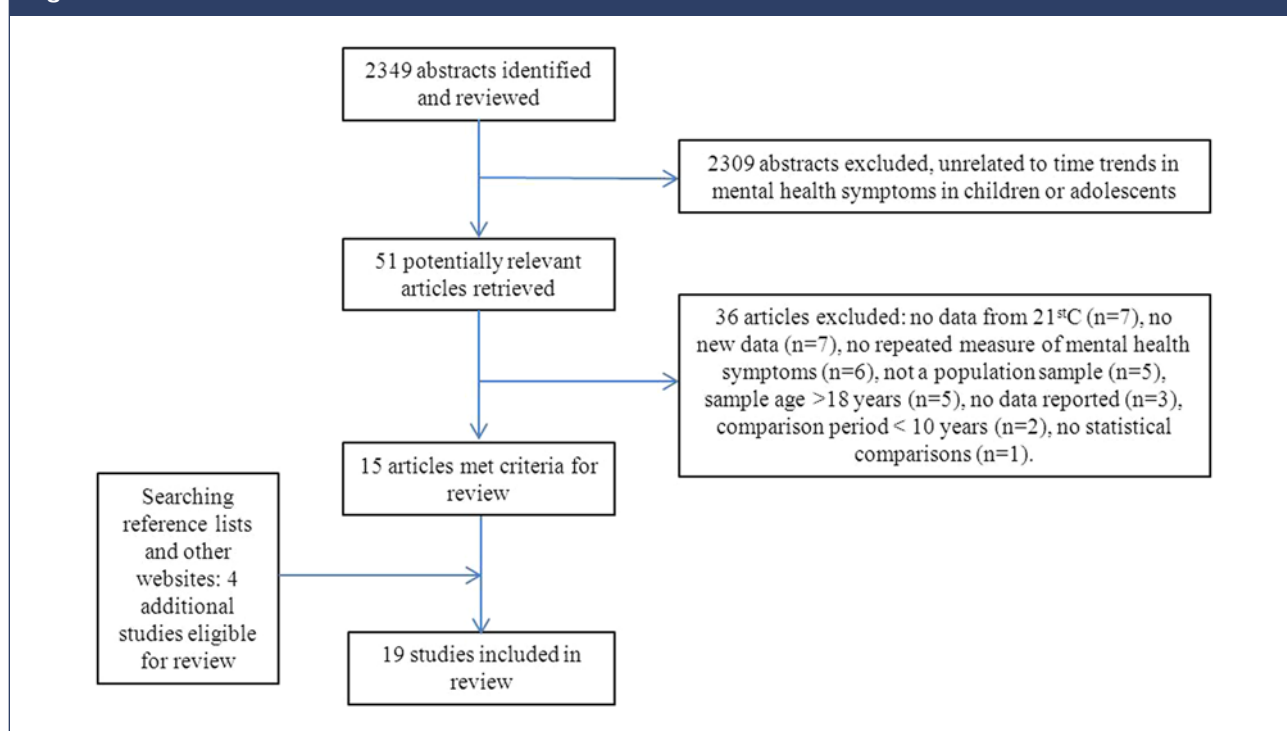 2349 abstracts identified
and reviewed
2309 abstracts excluded, unrelated to time trends in
mental health symptoms in children or adolescents
51 potentially relevant
articles retrieved
36 articles excluded: no data from 21stC (n=7), no
new data (n=7), no repeated measure of mental health
symptoms (n=6), not a population sample (n=5),
sample age >18 years (n=5), no data reported (n=3),
comparison period < 10 years (n=2), no statistical
comparisons (n=1).
15 articles met criteria for
review
Searching
reference lists
and other
websites: 4
additional
studies eligible
for review
19 studies included in
review